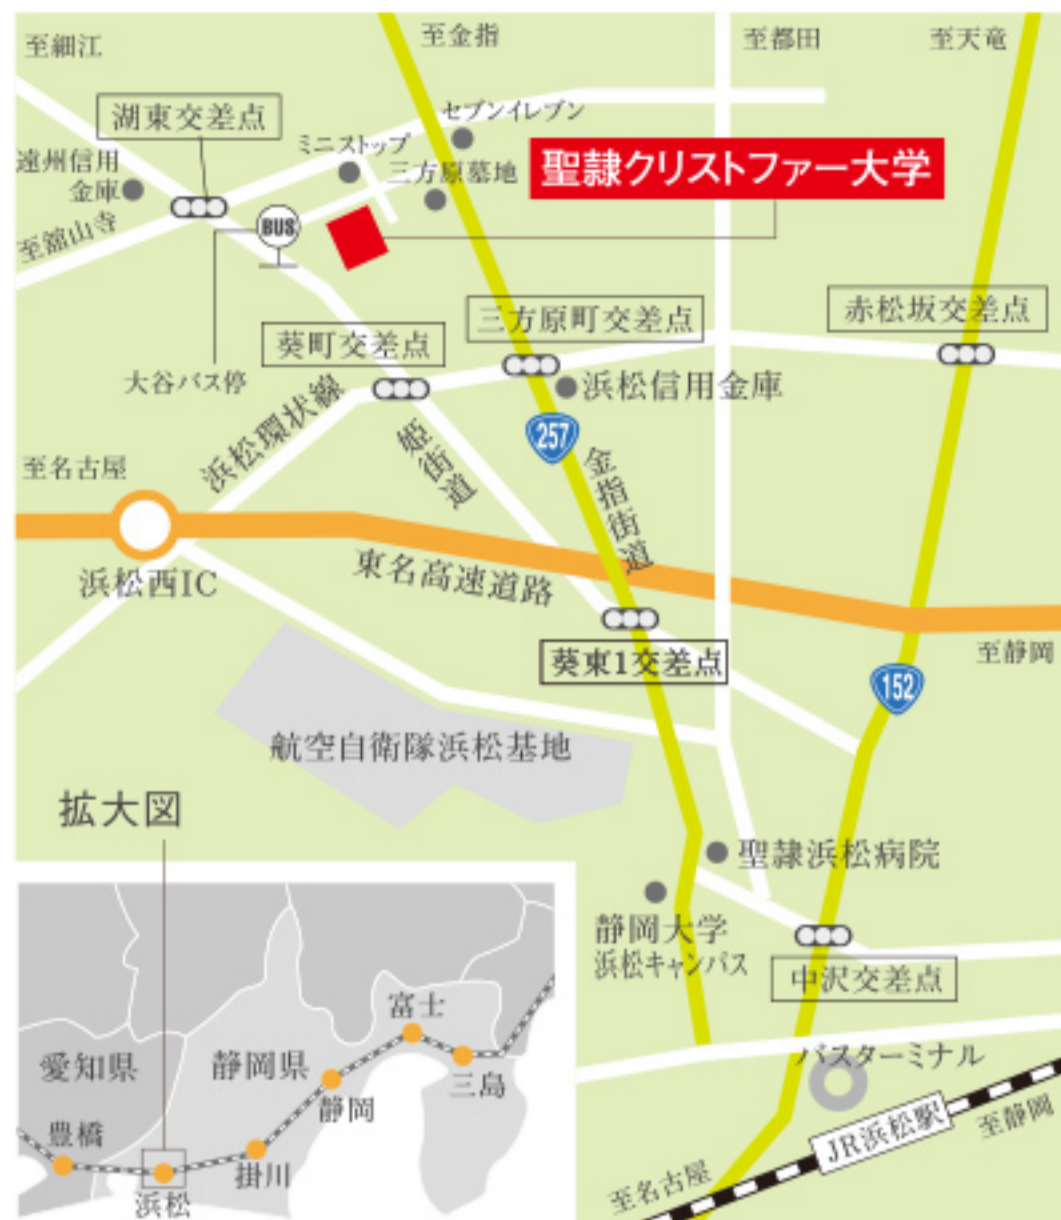 至細江
至金指
至都田
至天竜
湖東交差点
セブンイレブン
ミニストップ
聖隷クリストファー大学
遠州信用
金庫
三方原墓地
至舘山寺
BUS
三方原町交差点
赤松坂交差点
葵町交差点
大谷バス停
浜松信用金庫
浜松環状線
姫街道
257
金指街道
至名古屋
浜松西IC
東名高速道路
葵東1交差点
至静岡
152
航空自衛隊浜松基地
拡大図
聖隷浜松病院
静岡大学
浜松キャンパス
中沢交差点
バスターミナル
JR浜松駅
至静岡
至名古屋
愛知県
静岡県
富士
三島
静岡
豊橋
掛川
浜松